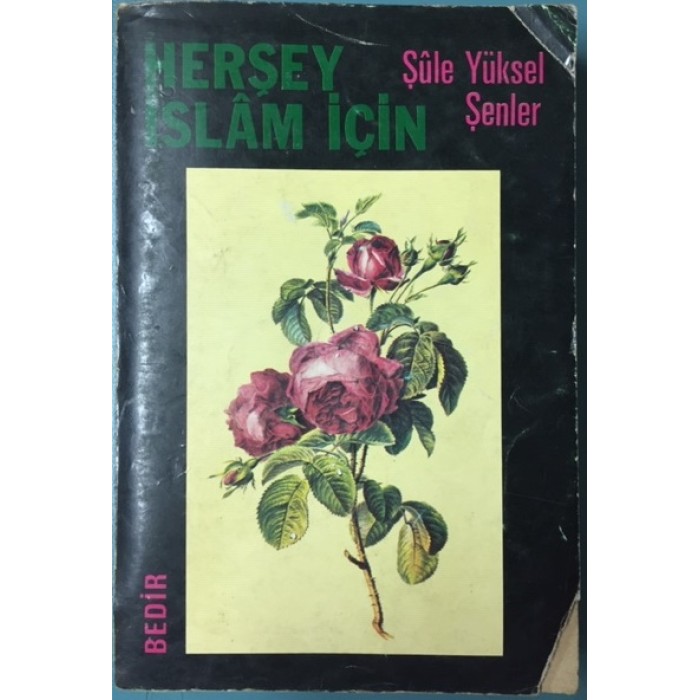 HERŞEY
İSLÂM İÇİN
Şûle Yüksel
Şenler
BEDİR